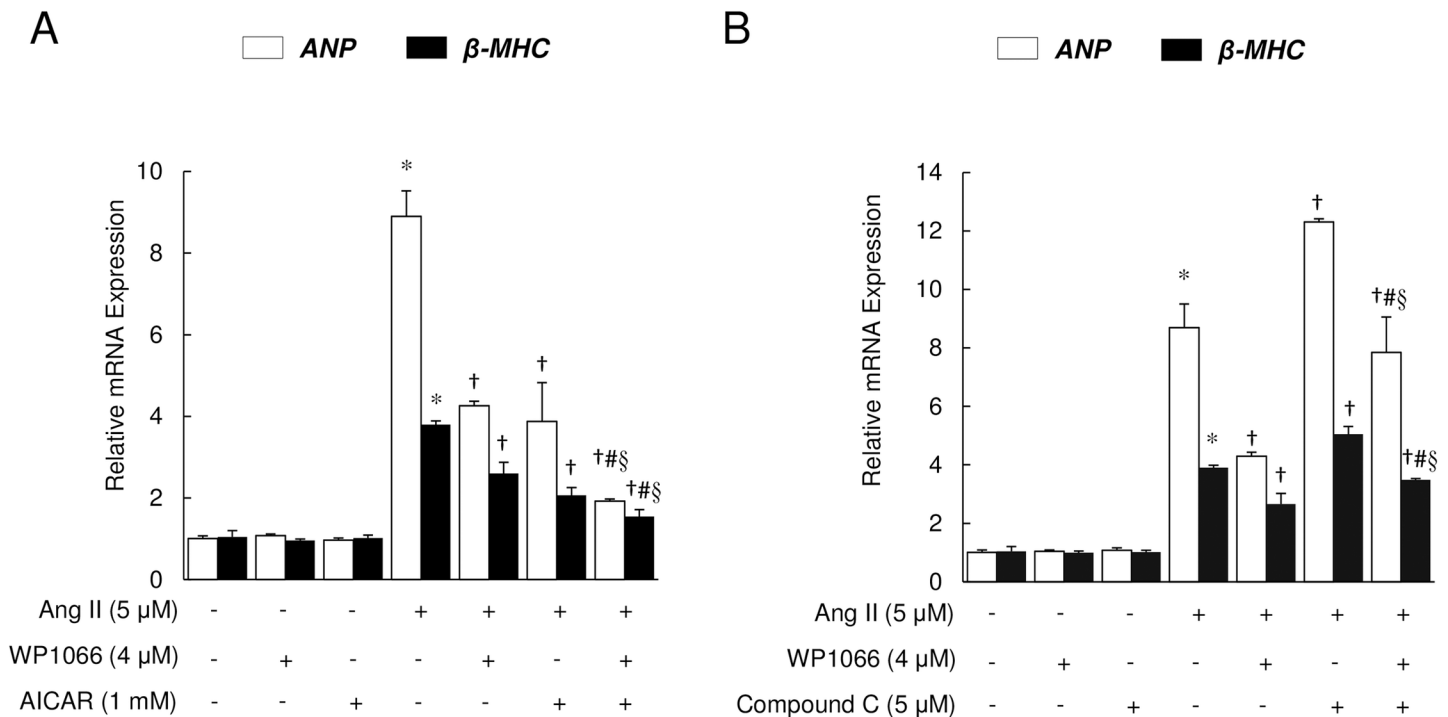 A
ANP β-MHC
Relative mRNA Expression
10
8
6
4
2
0
*
*
†
†
†
†
†#§
†#§
Ang II (5 µM) - - - + + + +
WP1066 (4 µM) - + - - + - +
AICAR (1 mM) - - + - - + +
B
ANP β-MHC
Relative mRNA Expression
14
12
10
8
6
4
2
0
*
*
†
†
†
†
†#§
†#§
Ang II (5 µM) - - - + + + +
WP1066 (4 µM) - + - - + - +
Compound C (5 µM) - - + - - + +